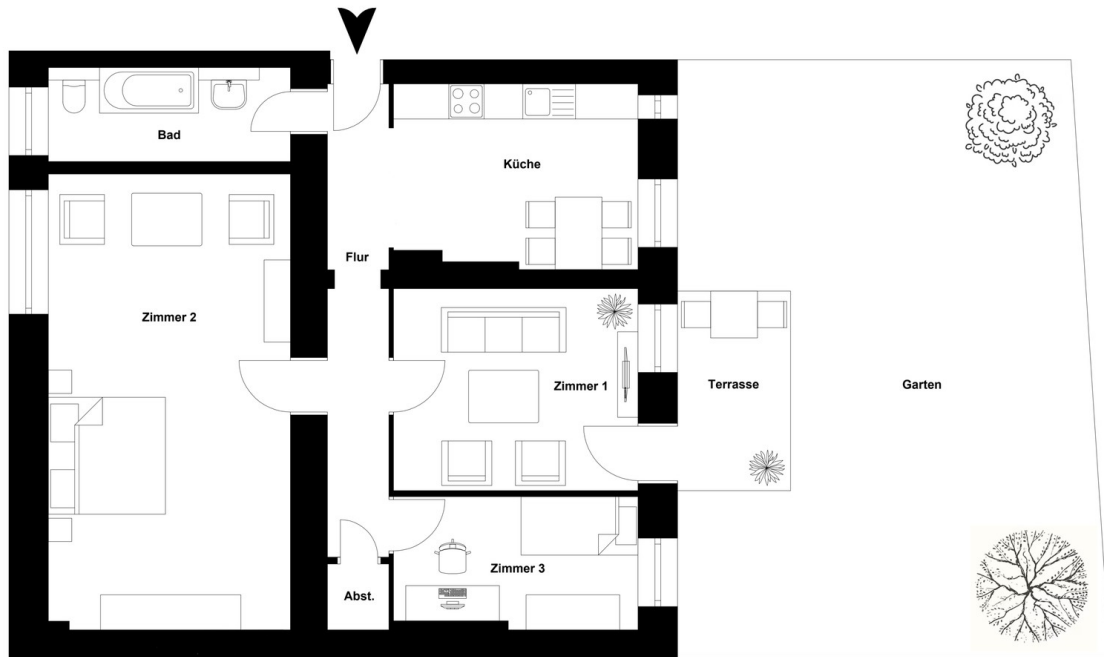 Bad
Küche
Flur
Zimmer 2
Zimmer 1
Terrasse
Garten
Zimmer 3
Abst.